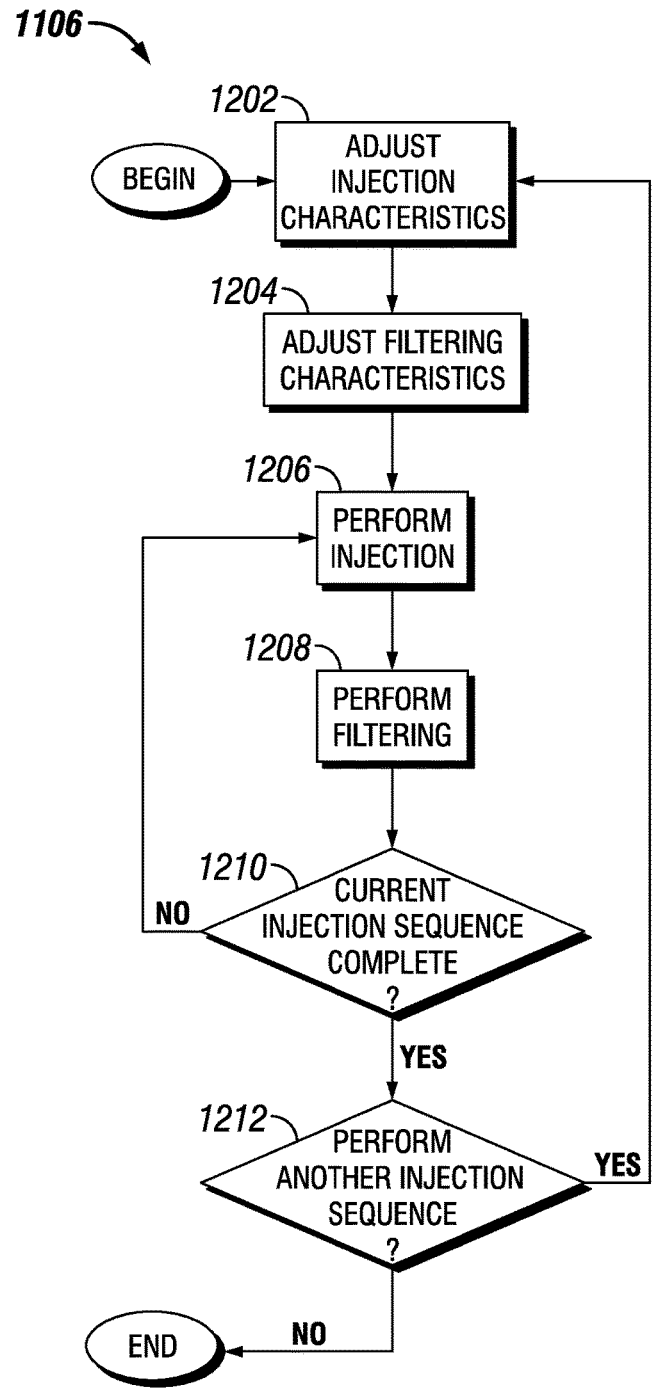 1106
1202
BEGIN
ADJUST
INJECTION
CHARACTERISTICS
1204
ADJUST FILTERING
CHARACTERISTICS
1206
PERFORM
INJECTION
1208
PERFORM
FILTERING
1210
CURRENT
INJECTION SEQUENCE
COMPLETE
?
NO
YES
1212
PERFORM
ANOTHER INJECTION
SEQUENCE
?
YES
NO
END